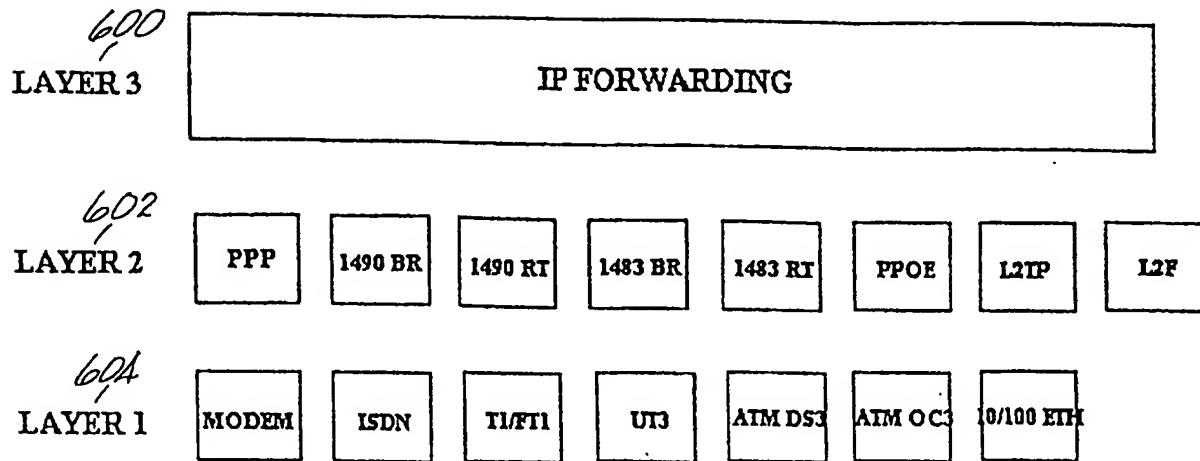 600
LAYER 3
IP FORWARDING
602
LAYER 2
PPP
1490 BR
1490 RT
1483 BR
1483 RT
PPOE
L2TP
L2F
604
LAYER 1
MODEM
ISDN
T1/FT1
UT3
ATM DS3
ATM OC3
10/100 ETH